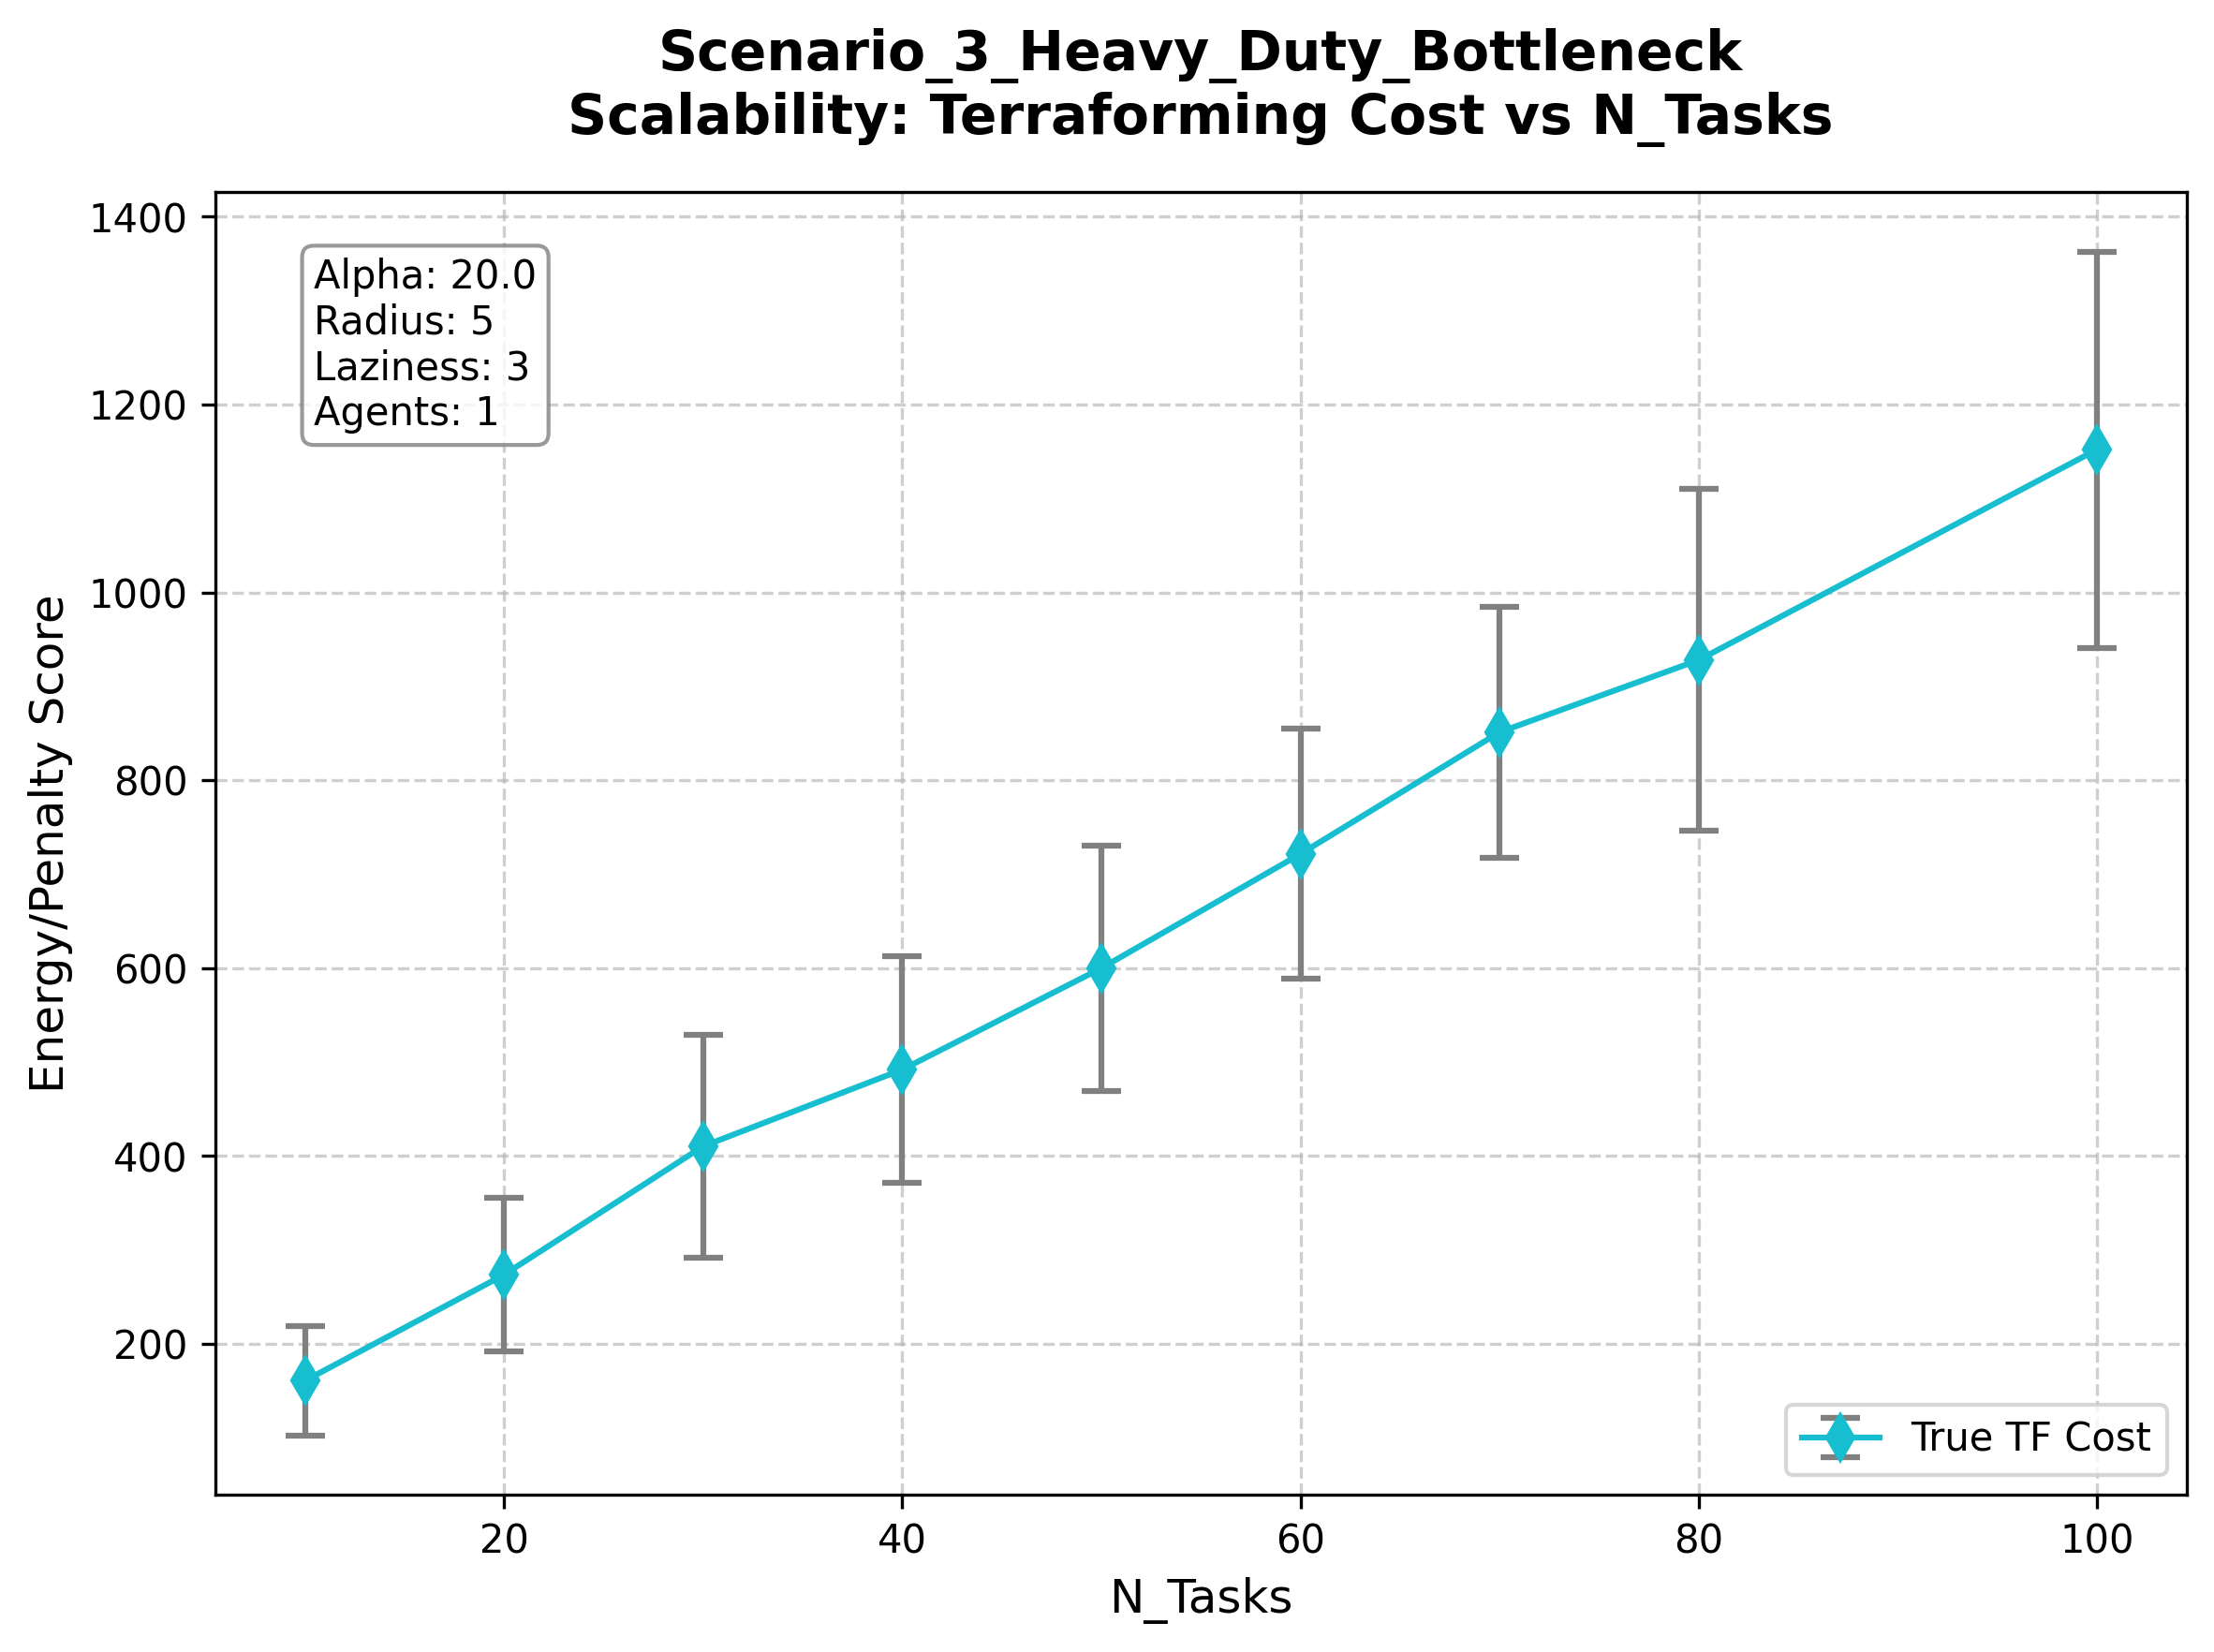 Scenario_3_Heavy_Duty_Bottleneck
Scalability: Terraforming Cost vs N_Tasks
1400
1200
1000
800
600
400
200
Energy/Penalty Score
Alpha: 20.0
Radius: 5
Laziness: 3
Agents: 1
True TF Cost
20 40 60 80 100
N_Tasks